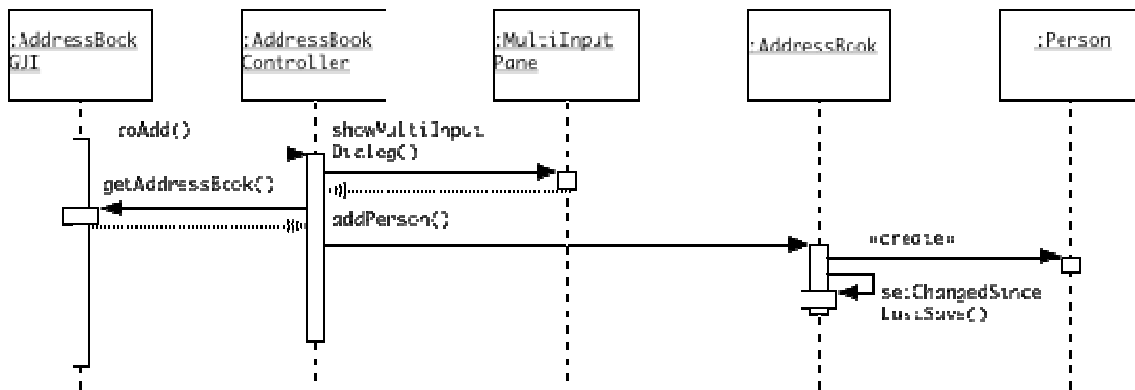 :AddressBook
GUI
:AddressBook
Controller
:MultiInput
Pane
:AddressBook
:Person
doAdd()
showMultiInput
Dialog()
getAddressBook()
addPerson()
«create»
setChangedSince
LastSave()